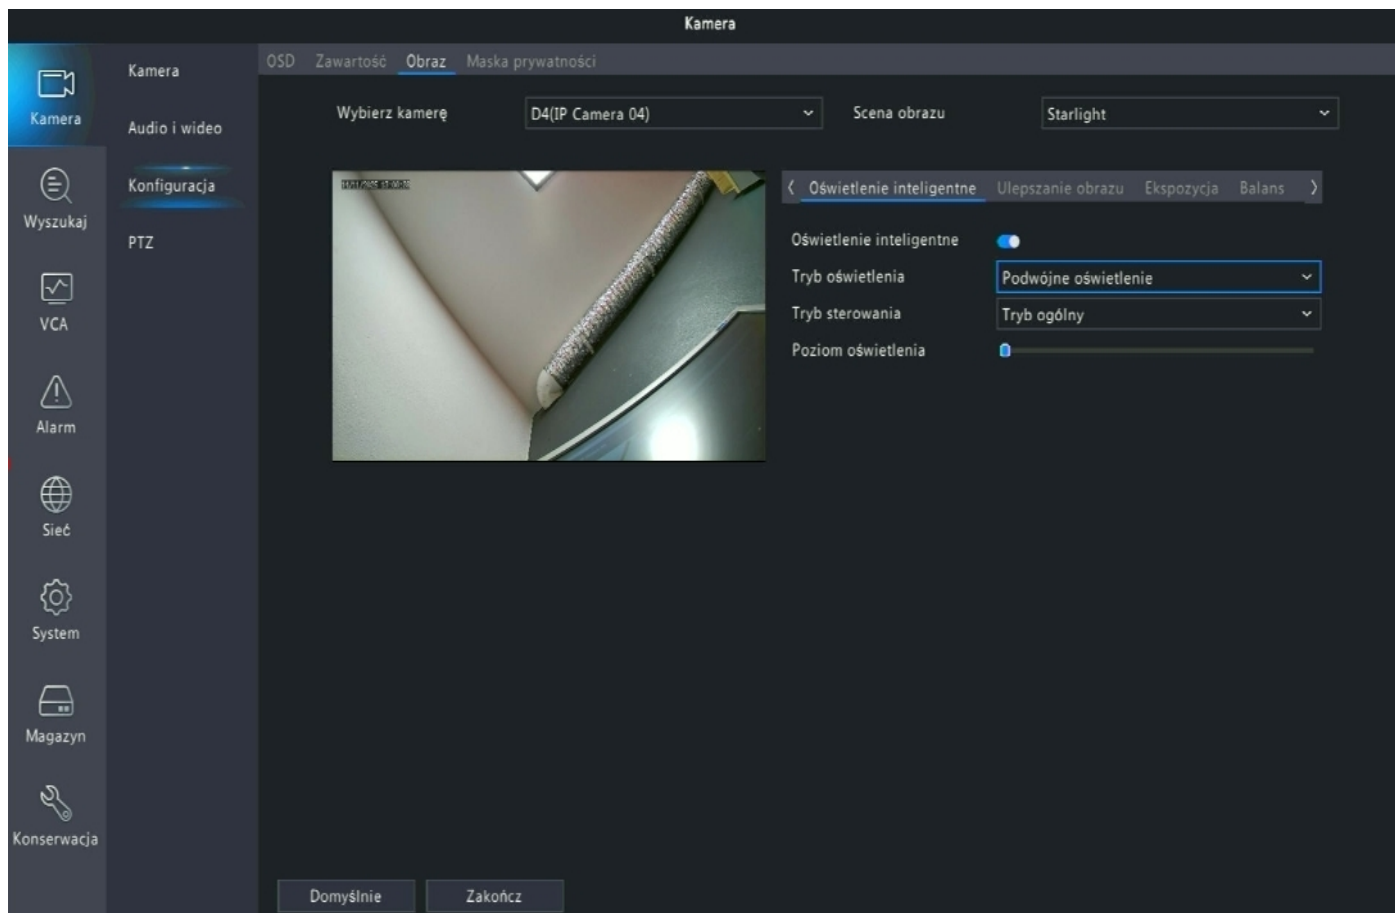 Kamera
Kamera
Wyszukaj
VCA
Alarm
Sieć
System
Magazyn
Konserwacja
Kamera
Audio i wideo
Konfiguracja
PTZ
OSD Zawartość Obraz Maska prywatności
Wybierz kamerę D4(IP Camera 04) Scena obrazu Starlight
Oświetlenie inteligentne Ulepszanie obrazu Ekspozycja Balans
Oświetlenie inteligentne
Tryb oświetlenia Podwójne oświetlenie
Tryb sterowania Tryb ogólny
Poziom oświetlenia
Domyślnie Zakończ